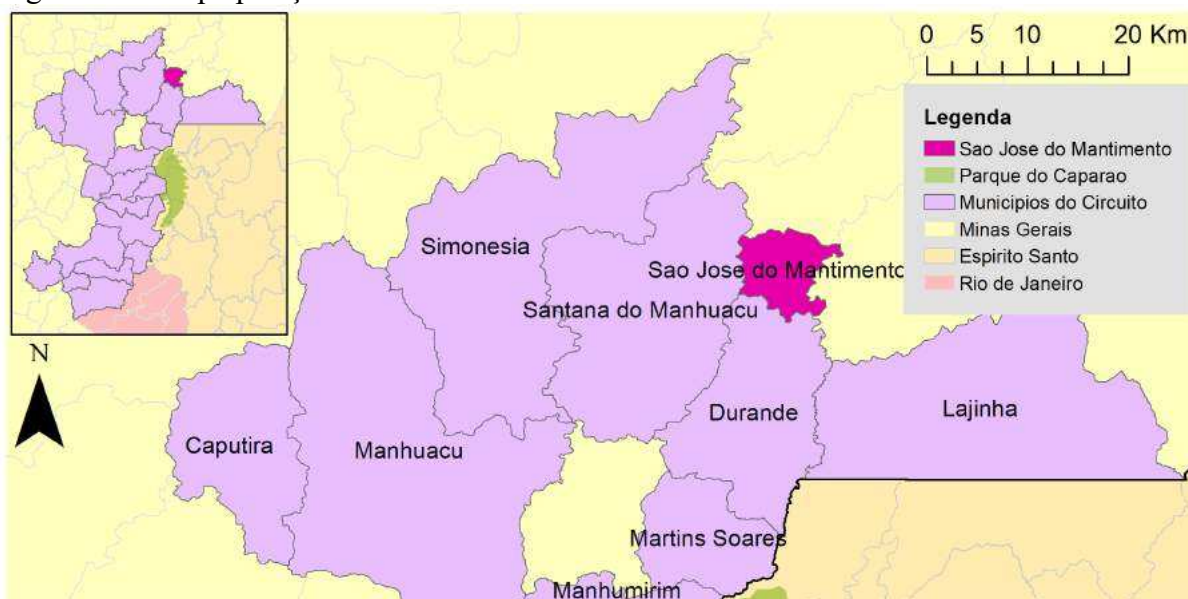 0 5 10 20 Km
Legenda
Sao Jose do Mantimento
Parque do Caparao
Municipios do Circuito
Minas Gerais
Espirito Santo
Rio de Janeiro
Simonesia
Sao Jose do Mantimento
Santana do Manhuacu
N
Durande
Lajinha
Caputira
Manhuacu
Martins Soares
Manhumirim